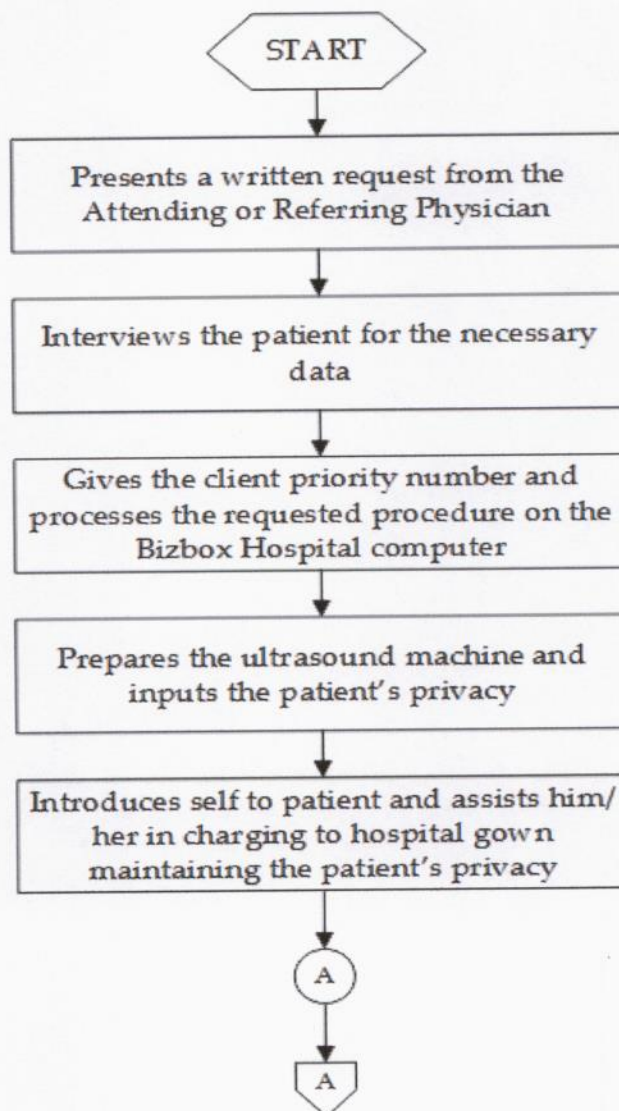 START
Presents a written request from the
Attending or Referring Physician
Interviews the patient for the necessary
data
Gives the client priority number and
processes the requested procedure on the
Bizbox Hospital computer
Prepares the ultrasound machine and
inputs the patient's privacy
Introduces self to patient and assists him/
her in charging to hospital gown
maintaining the patient's privacy
A
A